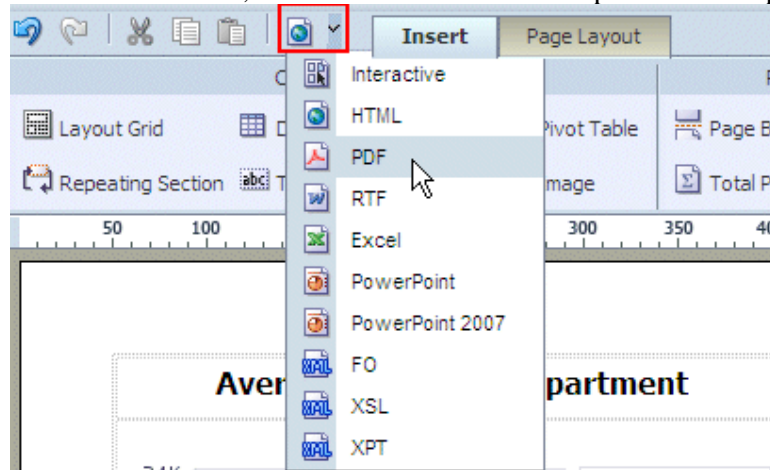 Insert Page Layout
Interactive
HTML
PDF
RTF
Excel
PowerPoint
PowerPoint 2007
FO
XSL
XPT
Layout Grid
Pivot Table
Page B
Repeating Section
abc T
mage
Total P
50 100 300 350
Aver partment